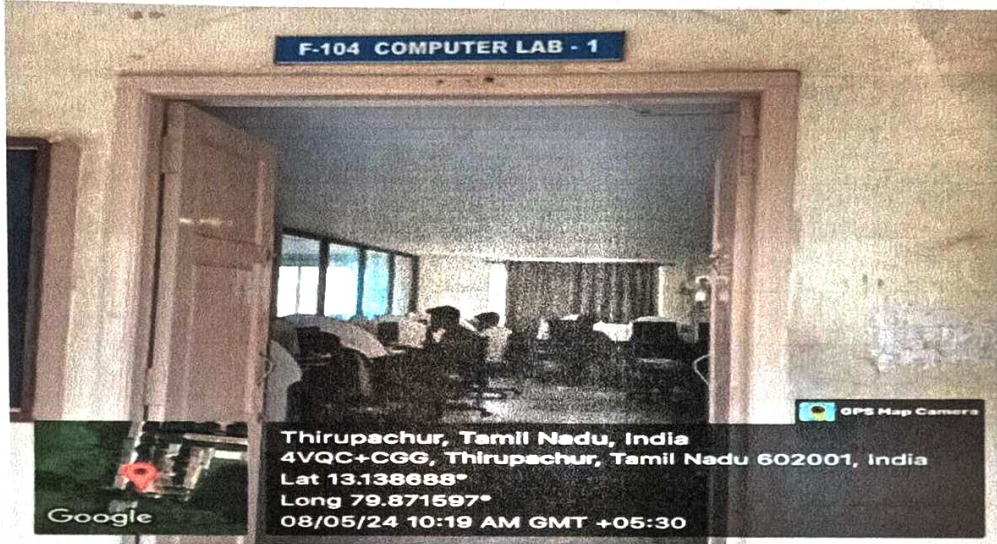 F-104 COMPUTER LAB - 1
GPS Map Camera
Thirupachur, Tamil Nadu, India
4VQC+CGG, Thirupachur, Tamil Nadu 602001, India
Lat 13.138688°
Long 79.871597°
08/05/24 10:19 AM GMT +05:30
Google